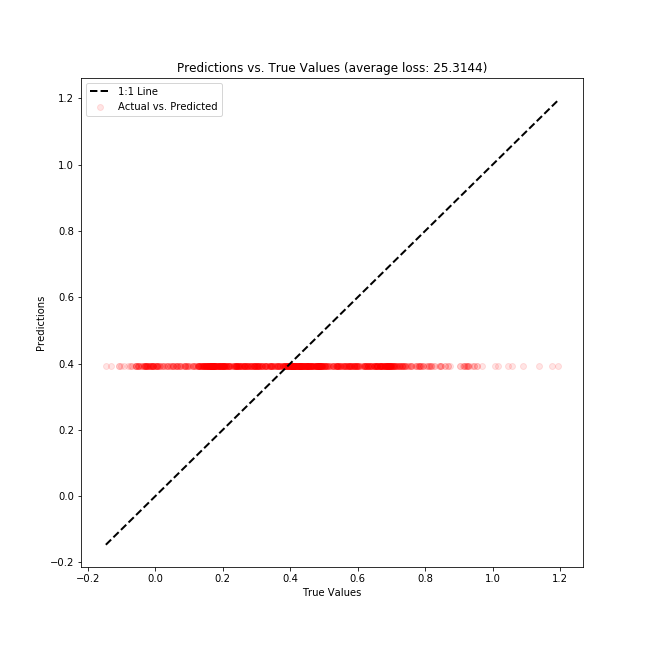 Predictions vs. True Values (average loss: 25.3144)
1:1 Line
Actual vs. Predicted
1.2
1.0
0.8
0.6
0.4
0.2
0.0
−0.2
Predictions
−0.2 0.0 0.2 0.4 0.6 0.8 1.0 1.2
True Values